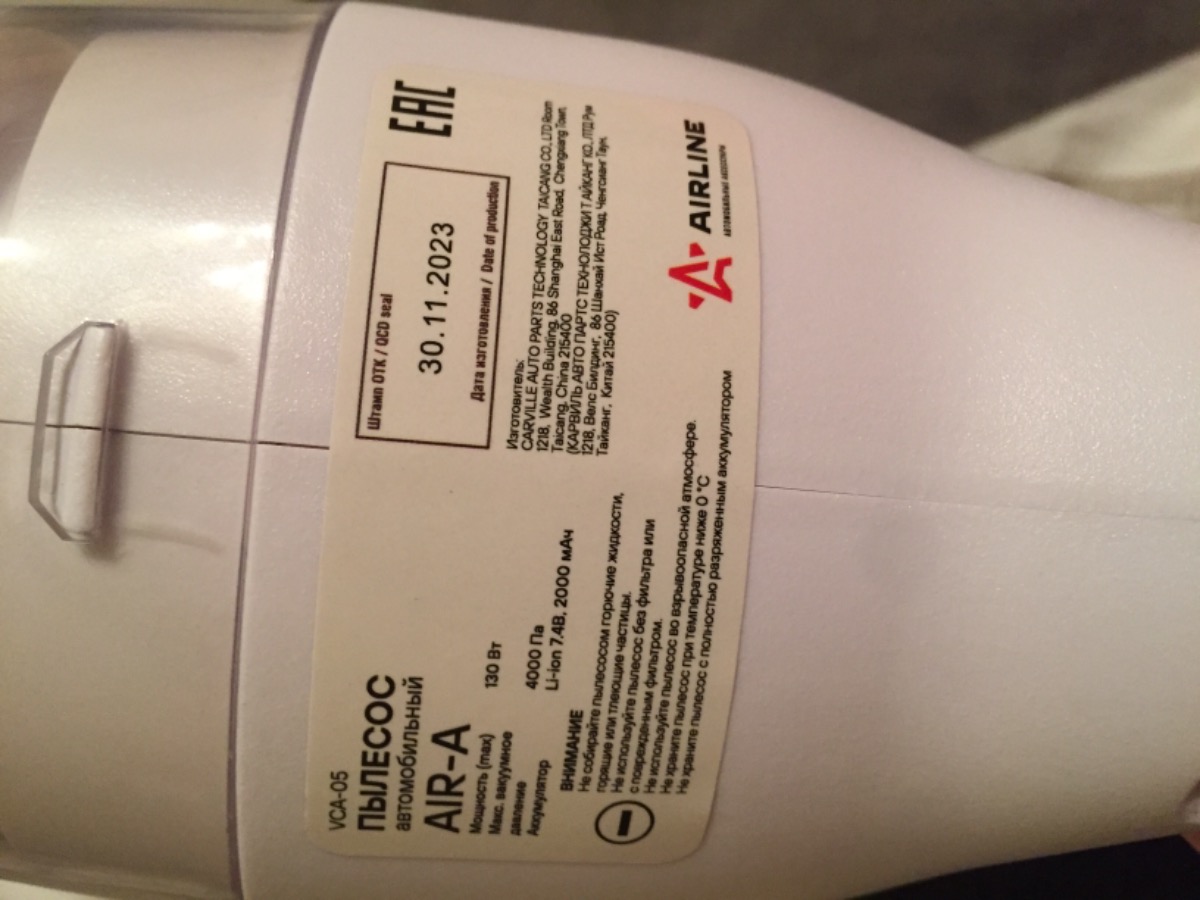 VCA-05
ПЫЛЕСОС
автомобильный
AIR-A
Мощность (max) 130 Вт
Макс. вакуумное
давление 4000 Па
Аккумулятор Li-ion 7.4В, 2000 мАч
ВНИМАНИЕ
Не собирайте пылесосом горючие жидкости,
горящие или тлеющие частицы.
Не используйте пылесос без фильтра или
с поврежденным фильтром.
Не используйте пылесос во взрывоопасной атмосфере.
Не храните пылесос при температуре ниже 0 °C
Не храните пылесос с полностью разряженным аккумулятором
Штамп ОТК / QCD seal
30.11.2023
Дата изготовления / Date of production
EAC
Изготовитель:
CARVILLE AUTO PARTS TECHNOLOGY TAICANG CO., LTD Room
1218, Wealth Building, 86 Shanghai East Road, Chengxiang Town,
Taicang, China 215400
(КАРВИЛЬ АВТО ПАРТС ТЕХНОЛОДЖИ ТАЙКАНГ КО., ЛТД Рум
1218, Велс Билдинг, 86 Шанхай Ист Роад, Ченгсианг Таун,
Тайканг, Китай 215400)
AIRLINE
АВТОМОБИЛЬНЫЕ АКСЕССУАРЫ